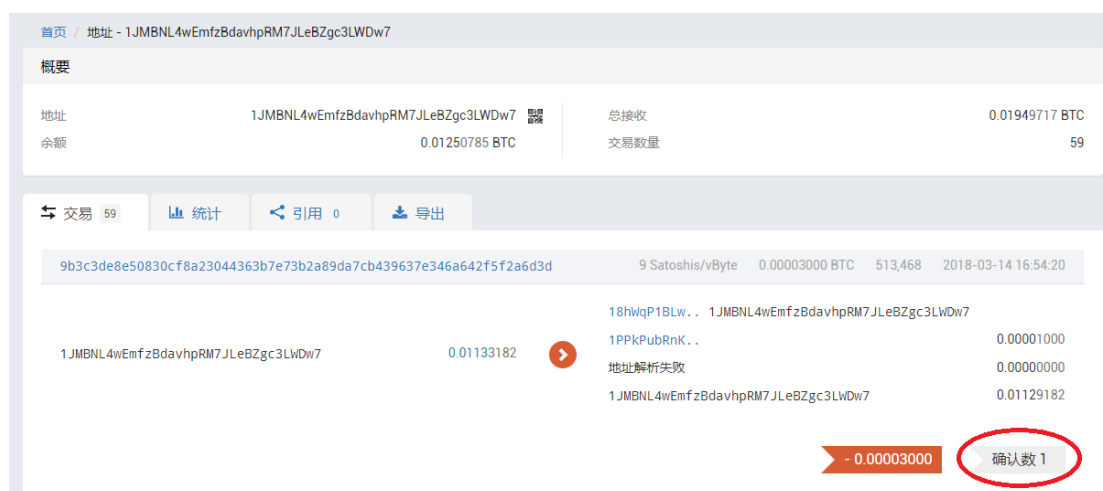 首页 / 地址 - 1JMBNL4wEmfzBdavhpRM7JLeBZgc3LWDw7
概要
地址 1JMBNL4wEmfzBdavhpRM7JLeBZgc3LWDw7 总接收 0.01949717 BTC
余额 0.01250785 BTC 交易数量 59
交易 59 统计 引用 0 导出
9b3c3de8e50830cf8a23044363b7e73b2a89da7cb439637e346a642f5f2a6d3d 9 Satoshis/vByte 0.00003000 BTC 513,468 2018-03-14 16:54:20
18hWqP1BLw.. 1JMBNL4wEmfzBdavhpRM7JLeBZgc3LWDw7
1PPkPubRnK.. 0.00001000
1JMBNL4wEmfzBdavhpRM7JLeBZgc3LWDw7 0.01133182
地址解析失败 0.00000000
1JMBNL4wEmfzBdavhpRM7JLeBZgc3LWDw7 0.01129182
- 0.00003000 确认数 1